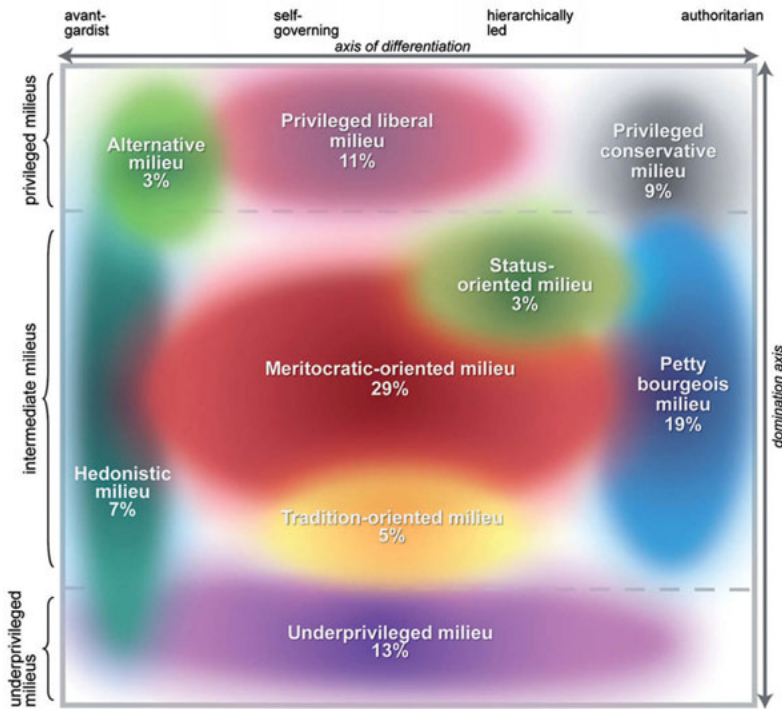 avant-
gardist
self-
governing
hierarchically
led
authoritarian
axis of differentiation
privileged milieus
Alternative
milieu
3%
Privileged liberal
milieu
11%
Privileged
conservative
milieu
9%
intermediate milieus
Status-
oriented milieu
3%
Meritocratic-oriented milieu
29%
Petty
bourgeois
milieu
19%
domination axis
Hedonistic
milieu
7%
Tradition-oriented milieu
5%
underprivileged
milieus
Underprivileged milieu
13%